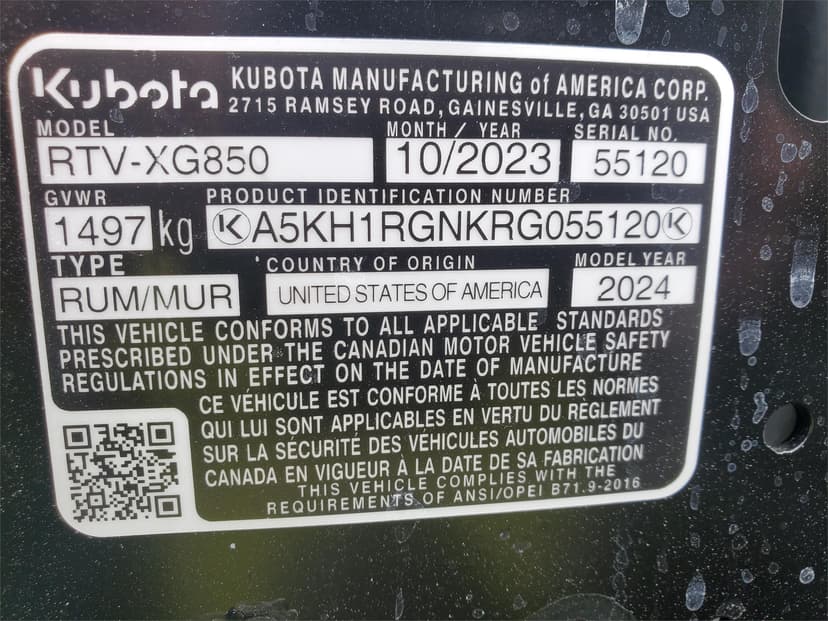 Kubota KUBOTA MANUFACTURING of AMERICA CORP.
2715 RAMSEY ROAD, GAINESVILLE, GA 30501 USA
MODEL MONTH / YEAR SERIAL NO.
RTV-XG850 10/2023 55120
GVWR PRODUCT IDENTIFICATION NUMBER
1497 kg K A5KH1RGNKRG055120 K
TYPE COUNTRY OF ORIGIN MODEL YEAR
RUM/MUR UNITED STATES OF AMERICA 2024
THIS VEHICLE CONFORMS TO ALL APPLICABLE STANDARDS
PRESCRIBED UNDER THE CANADIAN MOTOR VEHICLE SAFETY
REGULATIONS IN EFFECT ON THE DATE OF MANUFACTURE
CE VÉHICULE EST CONFORME À TOUTES LES NORMES
QUI LUI SONT APPLICABLES EN VERTU DU RÈGLEMENT
SUR LA SÉCURITÉ DES VÉHICULES AUTOMOBILES DU
CANADA EN VIGUEUR À LA DATE DE SA FABRICATION
THIS VEHICLE COMPLIES WITH THE
REQUIREMENTS OF ANSI/OPEI B71.9-2016